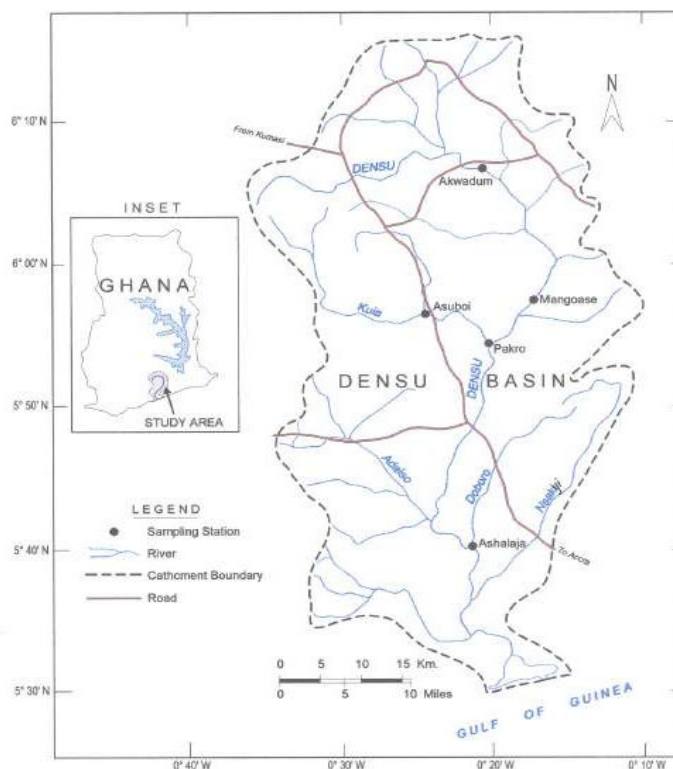 6° 10'
6° 00'
5° 50'
5° 40'
5° 30'
0° 40' W
0° 30' W
0° 20' W
0° 10' W
N
From Kumasi
DENSU
Akwadum
INSET
GHANA
STUDY AREA
Kuia
Asuboi
Mangoase
Pakro
DENSU
DENSU BASIN
Adeiso
Doboro
Nsakyi
Ashalaja
To Accra
LEGEND
Sampling Station
River
Cathcment Boundary
Road
0 5 10 15 Km.
0 5 10 Miles
GULF OF GUINEA